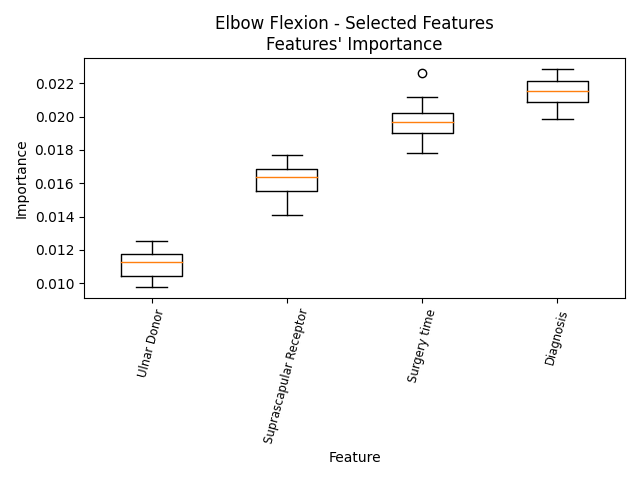 Elbow Flexion - Selected Features
Features' Importance
0.022
0.020
0.018
0.016
0.014
0.012
0.010
Importance
Ulnar Donor
Suprascapular Receptor
Surgery time
Diagnosis
Feature